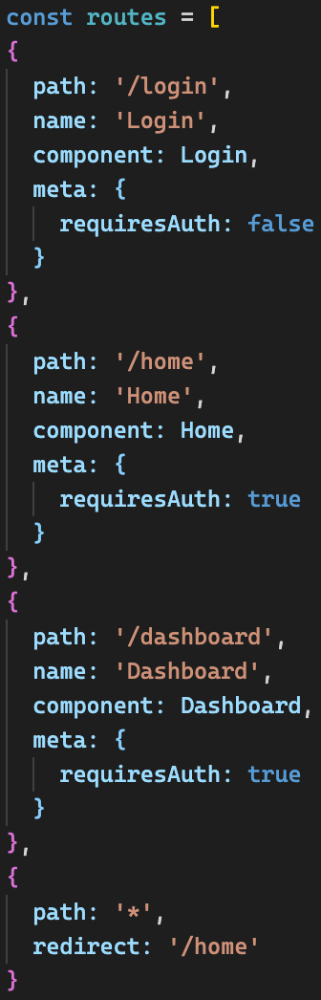 const routes = [
{
  path: '/login',
  name: 'Login',
  component: Login,
  meta: {
    requiresAuth: false
  }
},
{
  path: '/home',
  name: 'Home',
  component: Home,
  meta: {
    requiresAuth: true
  }
},
{
  path: '/dashboard',
  name: 'Dashboard',
  component: Dashboard,
  meta: {
    requiresAuth: true
  }
},
{
  path: '*',
  redirect: '/home'
}